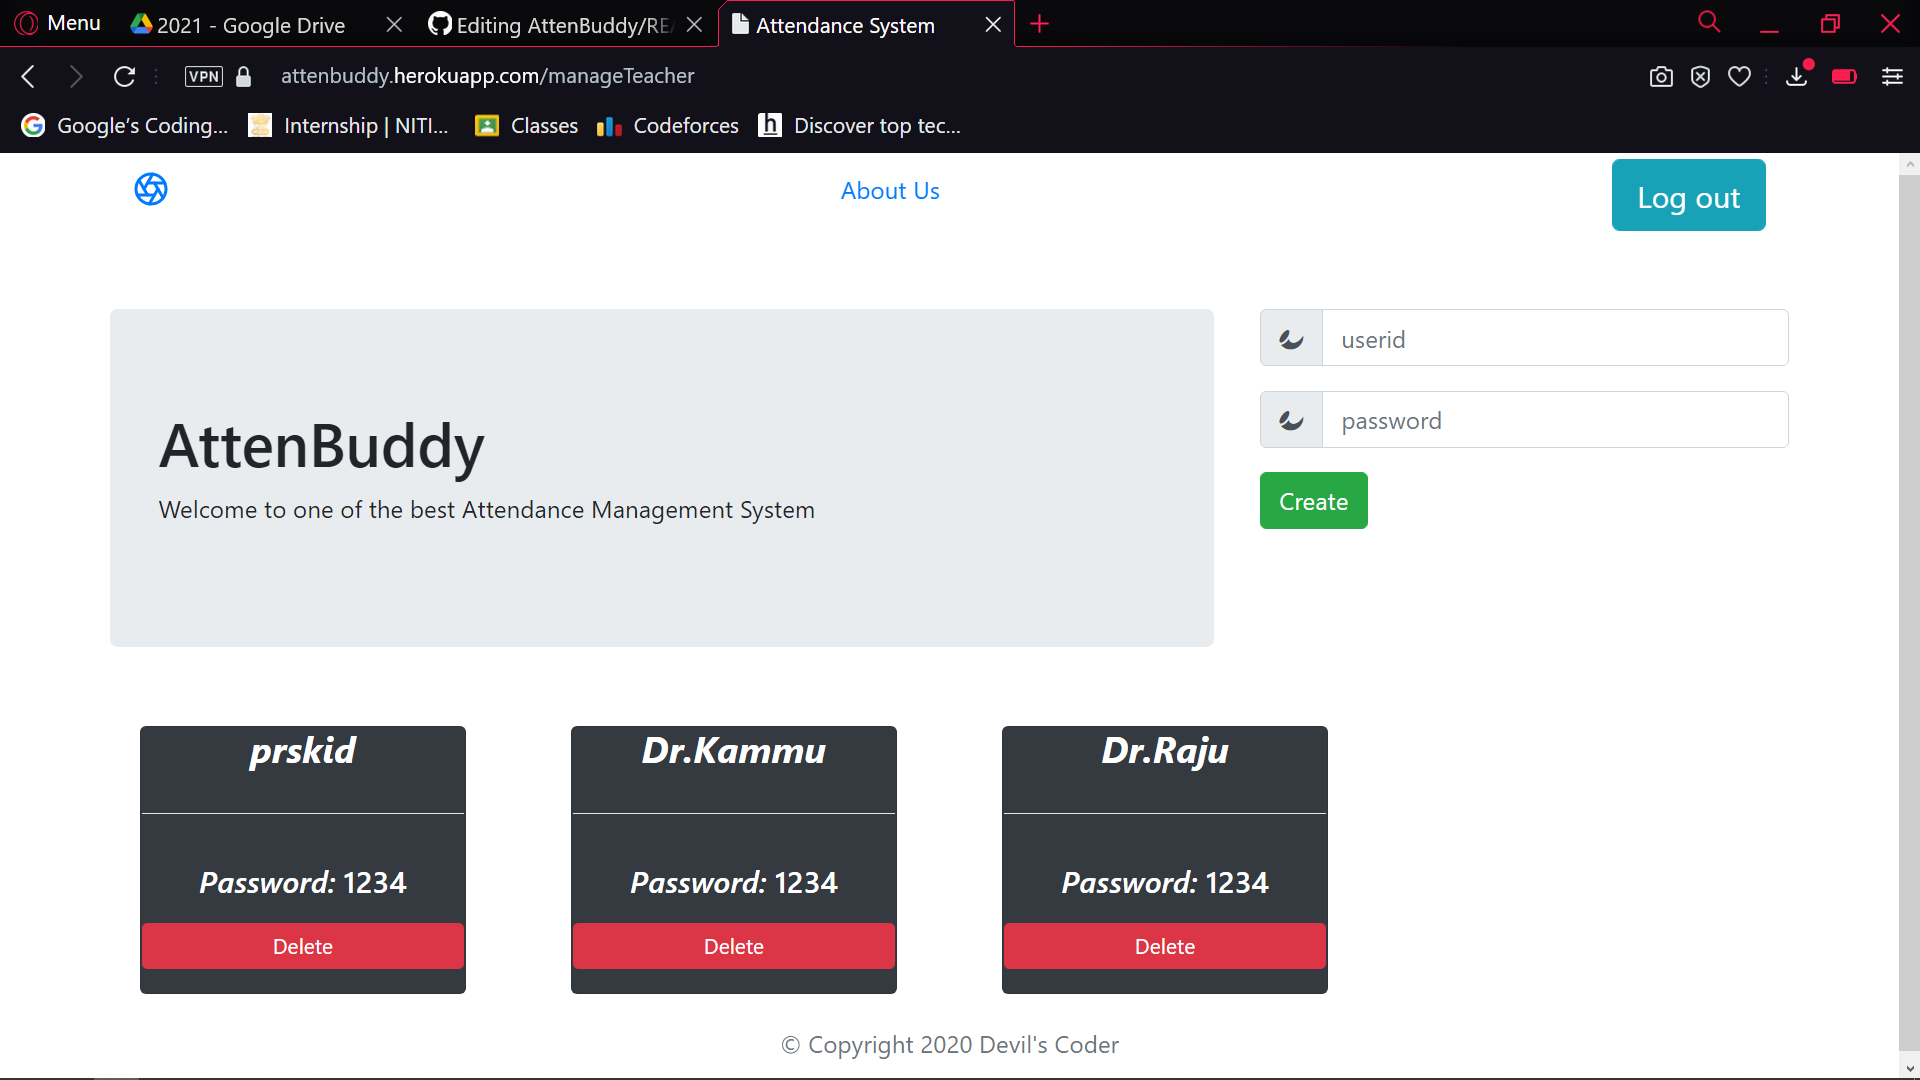 Menu
2021 - Google Drive
Editing AttenBuddy/REA
Attendance System
VPN
attenbuddy.herokuapp.com/manageTeacher
Google’s Coding...
Internship | NITI...
Classes
Codeforces
h
Discover top tec...
About Us
Log out
AttenBuddy
Welcome to one of the best Attendance Management System
userid
password
Create
prskid
Password: 1234
Delete
Dr.Kammu
Password: 1234
Delete
Dr.Raju
Password: 1234
Delete
© Copyright 2020 Devil's Coder